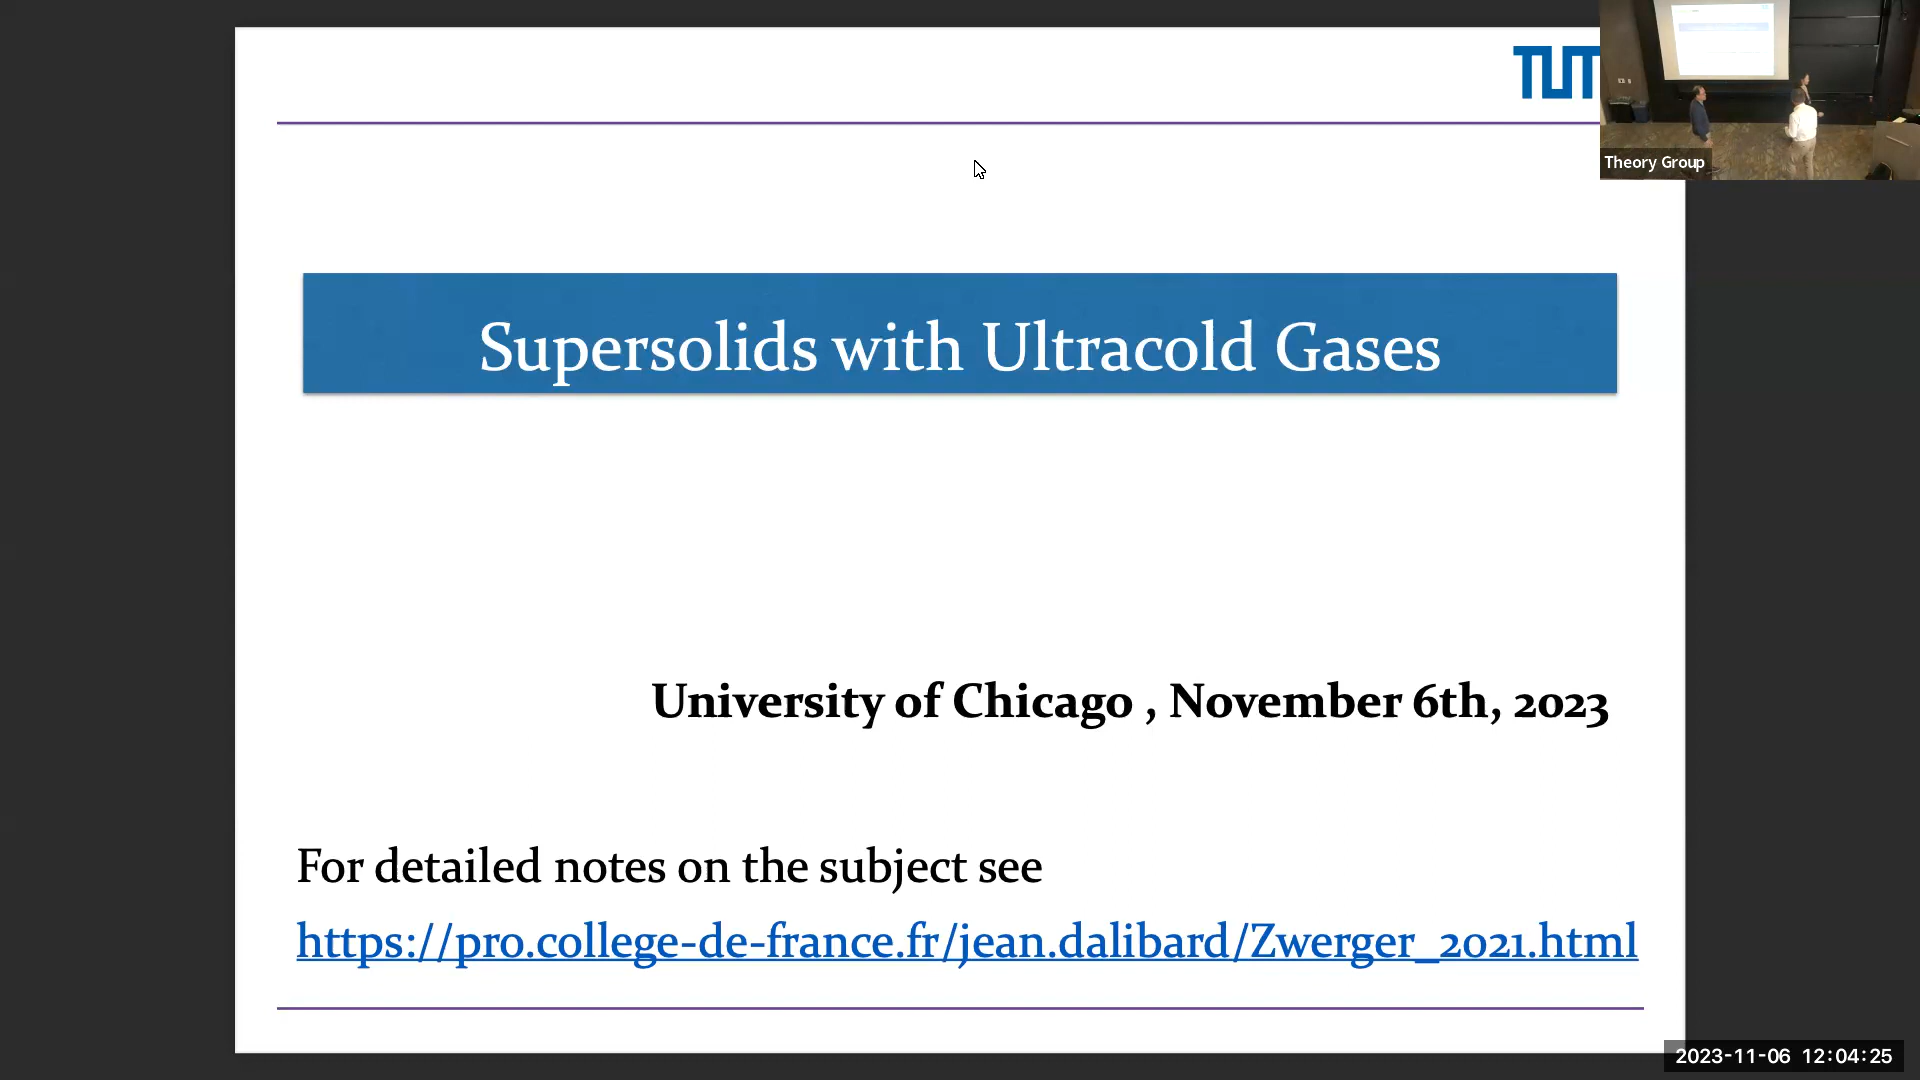 TUT
Theory Group
Supersolids with Ultracold Gases
University of Chicago , November 6th, 2023
For detailed notes on the subject see
https://pro.college-de-france.fr/jean.dalibard/Zwerger_2021.html
2023-11-06 12:04:25